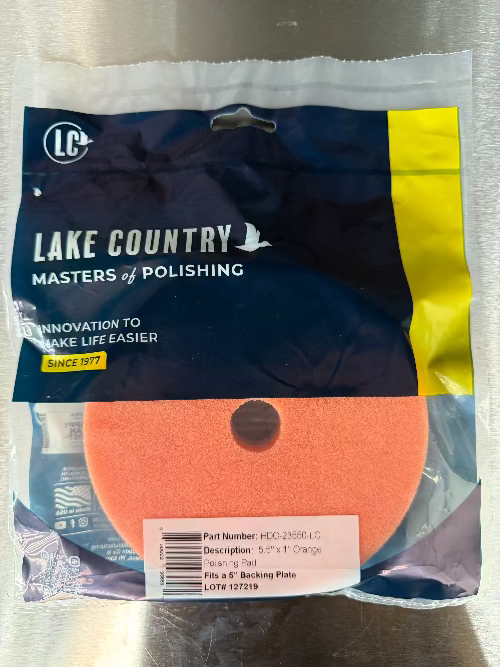 LC
LAKE COUNTRY
MASTERS of POLISHING
INNOVATION TO
MAKE LIFE EASIER
SINCE 1977
Part Number: HDO-23550-LC
Description: 5.5" x 1" Orange
Polishing Pad
Fits a 5" Backing Plate
LOT# 127219